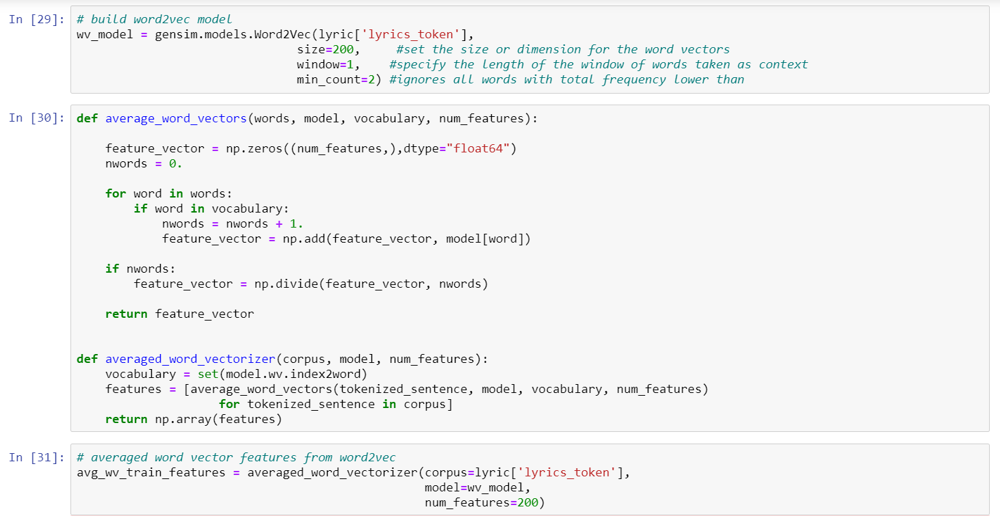 In [29]: # build word2vec model
wv_model = gensim.models.Word2Vec(lyric['lyrics_token'],
size=200, #set the size or dimension for the word vectors
window=1, #specify the length of the window of words taken as context
min_count=2) #ignores all words with total frequency lower than
In [30]: def average_word_vectors(words, model, vocabulary, num_features):
feature_vector = np.zeros((num_features,),dtype="float64")
nwords = 0.
for word in words:
if word in vocabulary:
nwords = nwords + 1.
feature_vector = np.add(feature_vector, model[word])
if nwords:
feature_vector = np.divide(feature_vector, nwords)
return feature_vector
def averaged_word_vectorizer(corpus, model, num_features):
vocabulary = set(model.wv.index2word)
features = [average_word_vectors(tokenized_sentence, model, vocabulary, num_features)
for tokenized_sentence in corpus]
return np.array(features)
In [31]: # averaged word vector features from word2vec
avg_wv_train_features = averaged_word_vectorizer(corpus=lyric['lyrics_token'],
model=wv_model,
num_features=200)